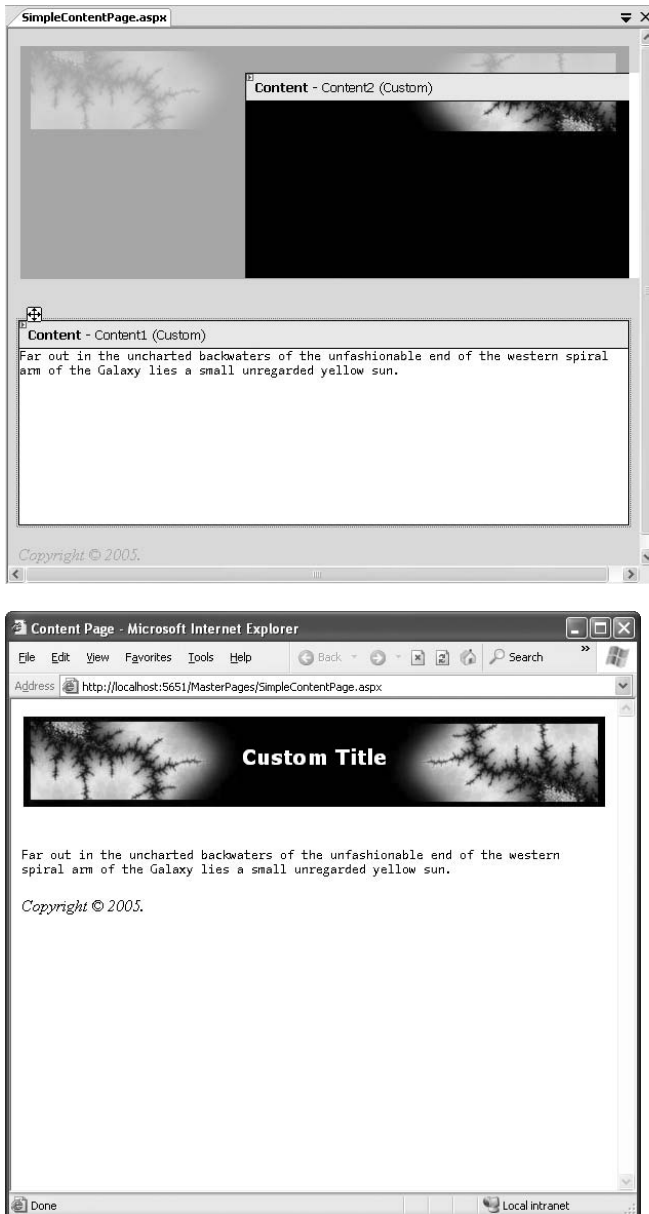 SimpleContentPage.aspx
Content - Content2 (Custom)
Content - Content1 (Custom)
Far out in the uncharted backwaters of the unfashionable end of the western spiral
arm of the Galaxy lies a small unregarded yellow sun.
Copyright © 2005.
Content Page - Microsoft Internet Explorer
File Edit View Favorites Tools Help Back Search »
Address http://localhost:5651/MasterPages/SimpleContentPage.aspx
Custom Title
Far out in the uncharted backwaters of the unfashionable end of the western
spiral arm of the Galaxy lies a small unregarded yellow sun.
Copyright © 2005.
Done Local intranet